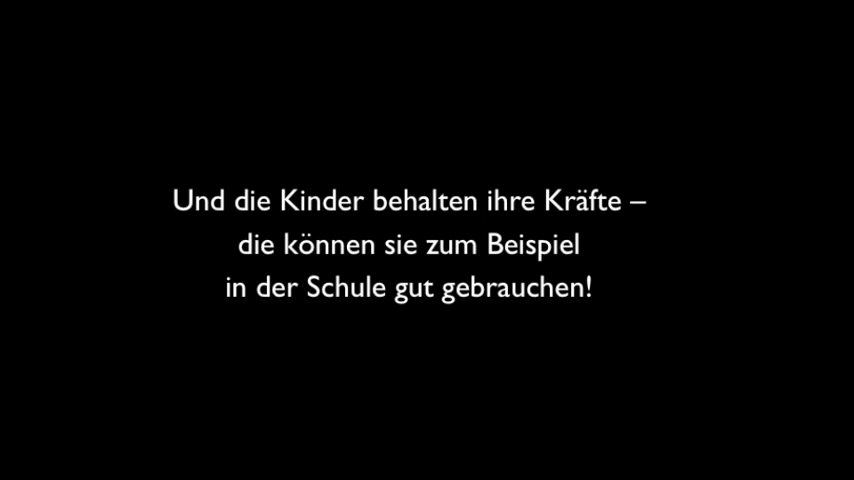 Und die Kinder behalten ihre Kräfte –
die können sie zum Beispiel
in der Schule gut gebrauchen!